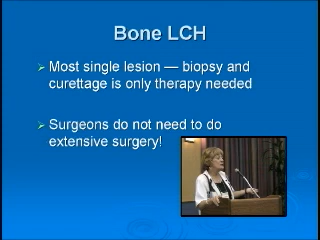 Bone LCH
Most single lesion — biopsy and
curettage is only therapy needed
Surgeons do not need to do
extensive surgery!